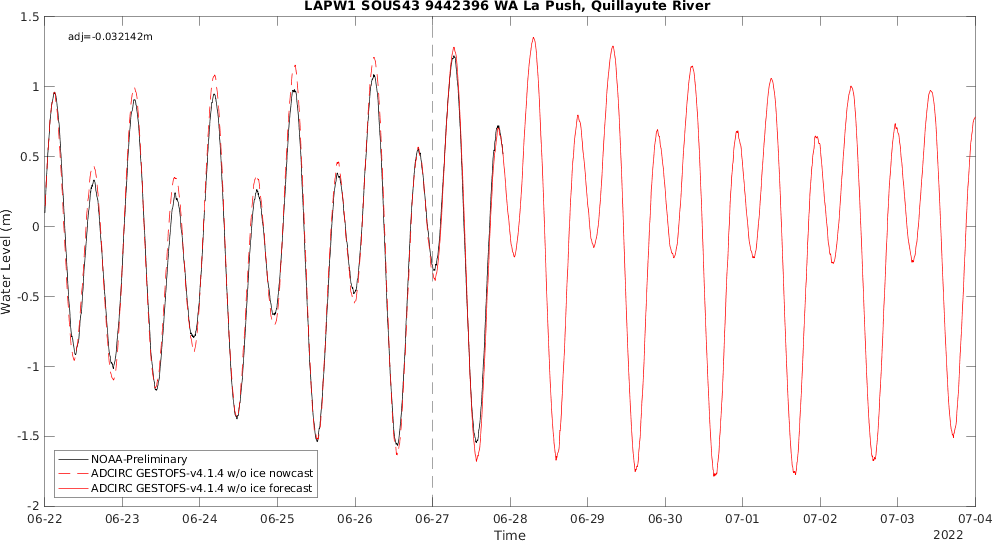 LAPW1 SOUS43 9442396 WA La Push, Quillayute River
adj=-0.032142m
1.5
1
0.5
0
-0.5
-1
-1.5
-2
Water Level (m)
NOAA-Preliminary
ADCIRC GESTOFS-v4.1.4 w/o ice nowcast
ADCIRC GESTOFS-v4.1.4 w/o ice forecast
06-22 06-23 06-24 06-25 06-26 06-27 06-28 06-29 06-30 07-01 07-02 07-03 07-04
Time
2022